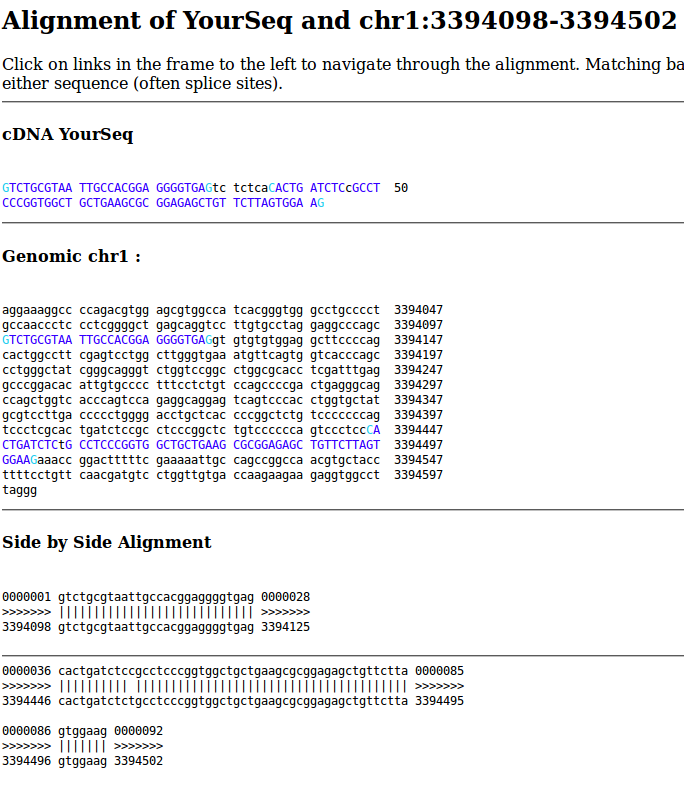 Alignment of YourSeq and chr1:3394098-3394502
Click on links in the frame to the left to navigate through the alignment. Matching ba
either sequence (often splice sites).
cDNA YourSeq
GTCTGCGTAA TTGCCACGGA GGGGTGAGtc tctcaCACTG ATCTCcGCCT 50
CCCGGTGGCT GCTGAAGCGC GGAGAGCTGT TCTTAGTGGA AG
Genomic chr1 :
aggaaaggcc ccagacgtgg agcgtggcca tcacgggtgg gcctgcccct 3394047
gccaaccctc cctcggggct gagcaggtcc ttgtgcctag gaggcccagc 3394097
GTCTGCGTAA TTGCCACGGA GGGGTGAGgt gtgtgtggag gcttccccag 3394147
cactggcctt cgagtcctgg cttgggtgaa atgttcagtg gtcacccagc 3394197
cctgggctat cgggcagggt ctggtccggc ctggcgcacc tcgatttgag 3394247
gcccggacac attgtgcccc tttcctctgt ccagccccga ctgagggcag 3394297
ccagctggtc acccagtcca gaggcaggag tcagtcccac ctggtgctat 3394347
gcgtccttga cccccctgggg acctgctcac cccggctctg tcccccccag 3394397
tccctcgcac tgatctccgc ctcccggctc tgtcccccca gtccctccCA 3394447
CTGATCTCtG CCTCCCGGTG GCTGCTGAAG CGCGGAGAGC TGTTCTTAGT 3394497
GGAAGaaacc ggactttttc gaaaaattgc cagccggcca acgtgctacc 3394547
ttttcctgtt caacgatgtc ctggttgtga ccaagaagaa gaggtggcct 3394597
taggg
Side by Side Alignment
0000001 gtctgcgtaattgccacggaggggtgag 0000028
>>>>>>> |||||||||||||||||||||||||||| >>>>>>>
3394098 gtctgcgtaattgccacggaggggtgag 3394125
0000036 cactgatctccgcctcccggtggctgctgaagcgcggagagctgttctta 0000085
>>>>>>> |||||||||| ||||||||||||||||||||||||||||||||||||||| >>>>>>>
3394446 cactgatctctgcctcccggtggctgctgaagcgcggagagctgttctta 3394495
0000086 gtggaag 0000092
>>>>>>> ||||||| >>>>>>>
3394496 gtggaag 3394502